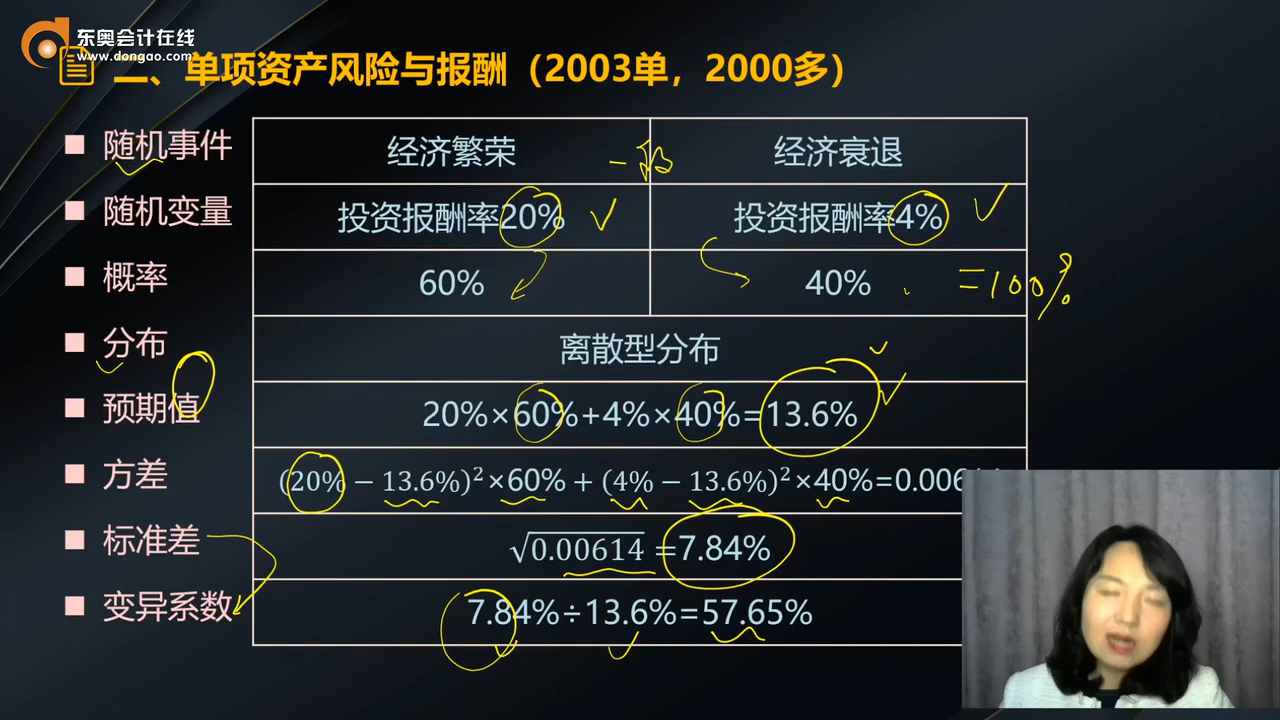 东奥会计在线
www.dongao.com
二、单项资产风险与报酬（2003单，2000多）
随机事件 经济繁荣 经济衰退
随机变量 投资报酬率20% 投资报酬率4%
概率 60% 40% =100%
分布 离散型分布
预期值 20%×60%+4%×40%=13.6%
方差 (20%−13.6%)²×60%+(4%−13.6%)²×40%=0.006
标准差 √0.00614=7.84%
变异系数 7.84%÷13.6%=57.65%